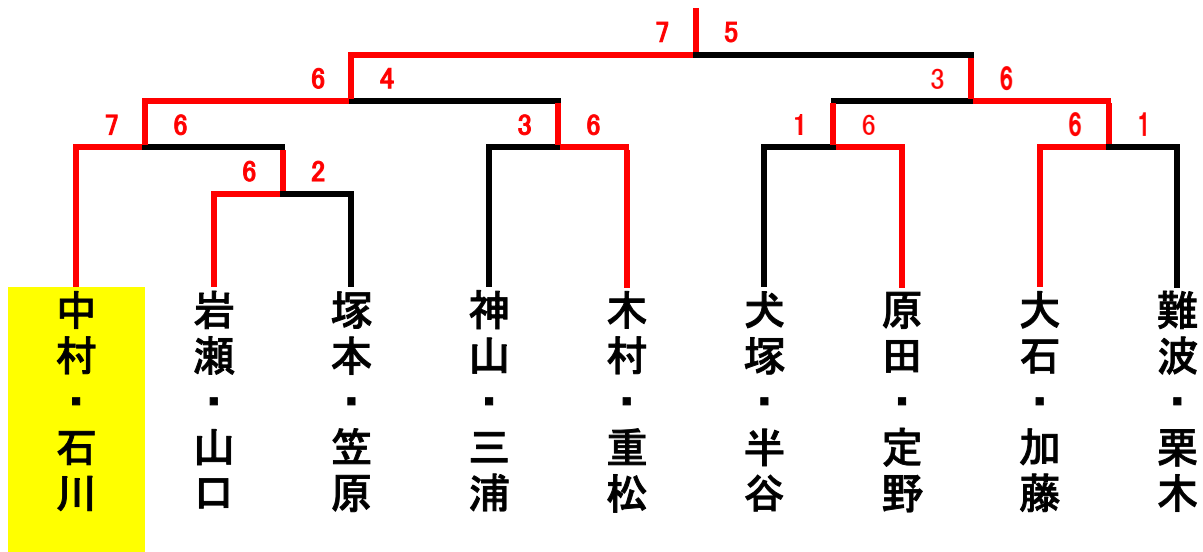 7 5
6 4
3 6
7 6
3 6
1 6
6 1
6 2
中村・石川
岩瀬・山口
塚本・笠原
神山・三浦
木村・重松
犬塚・半谷
原田・定野
大石・加藤
難波・栗木